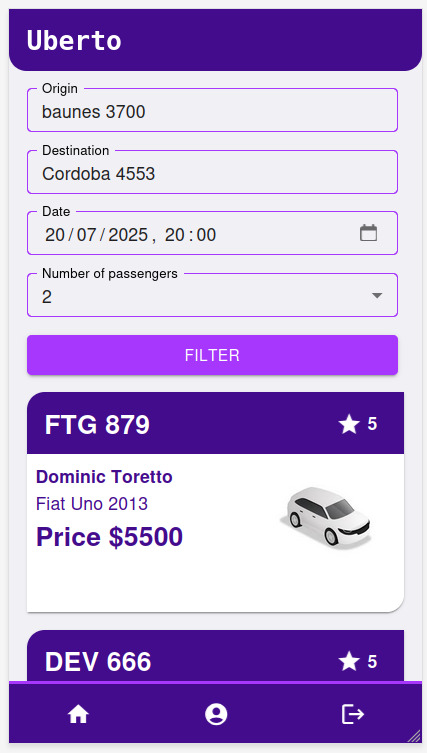 Uberto
Origin
baunes 3700
Destination
Cordoba 4553
Date
20/07/2025, 20:00
Number of passengers
2
FILTER
FTG 879 5
Dominic Toretto
Fiat Uno 2013
Price $5500
DEV 666 5